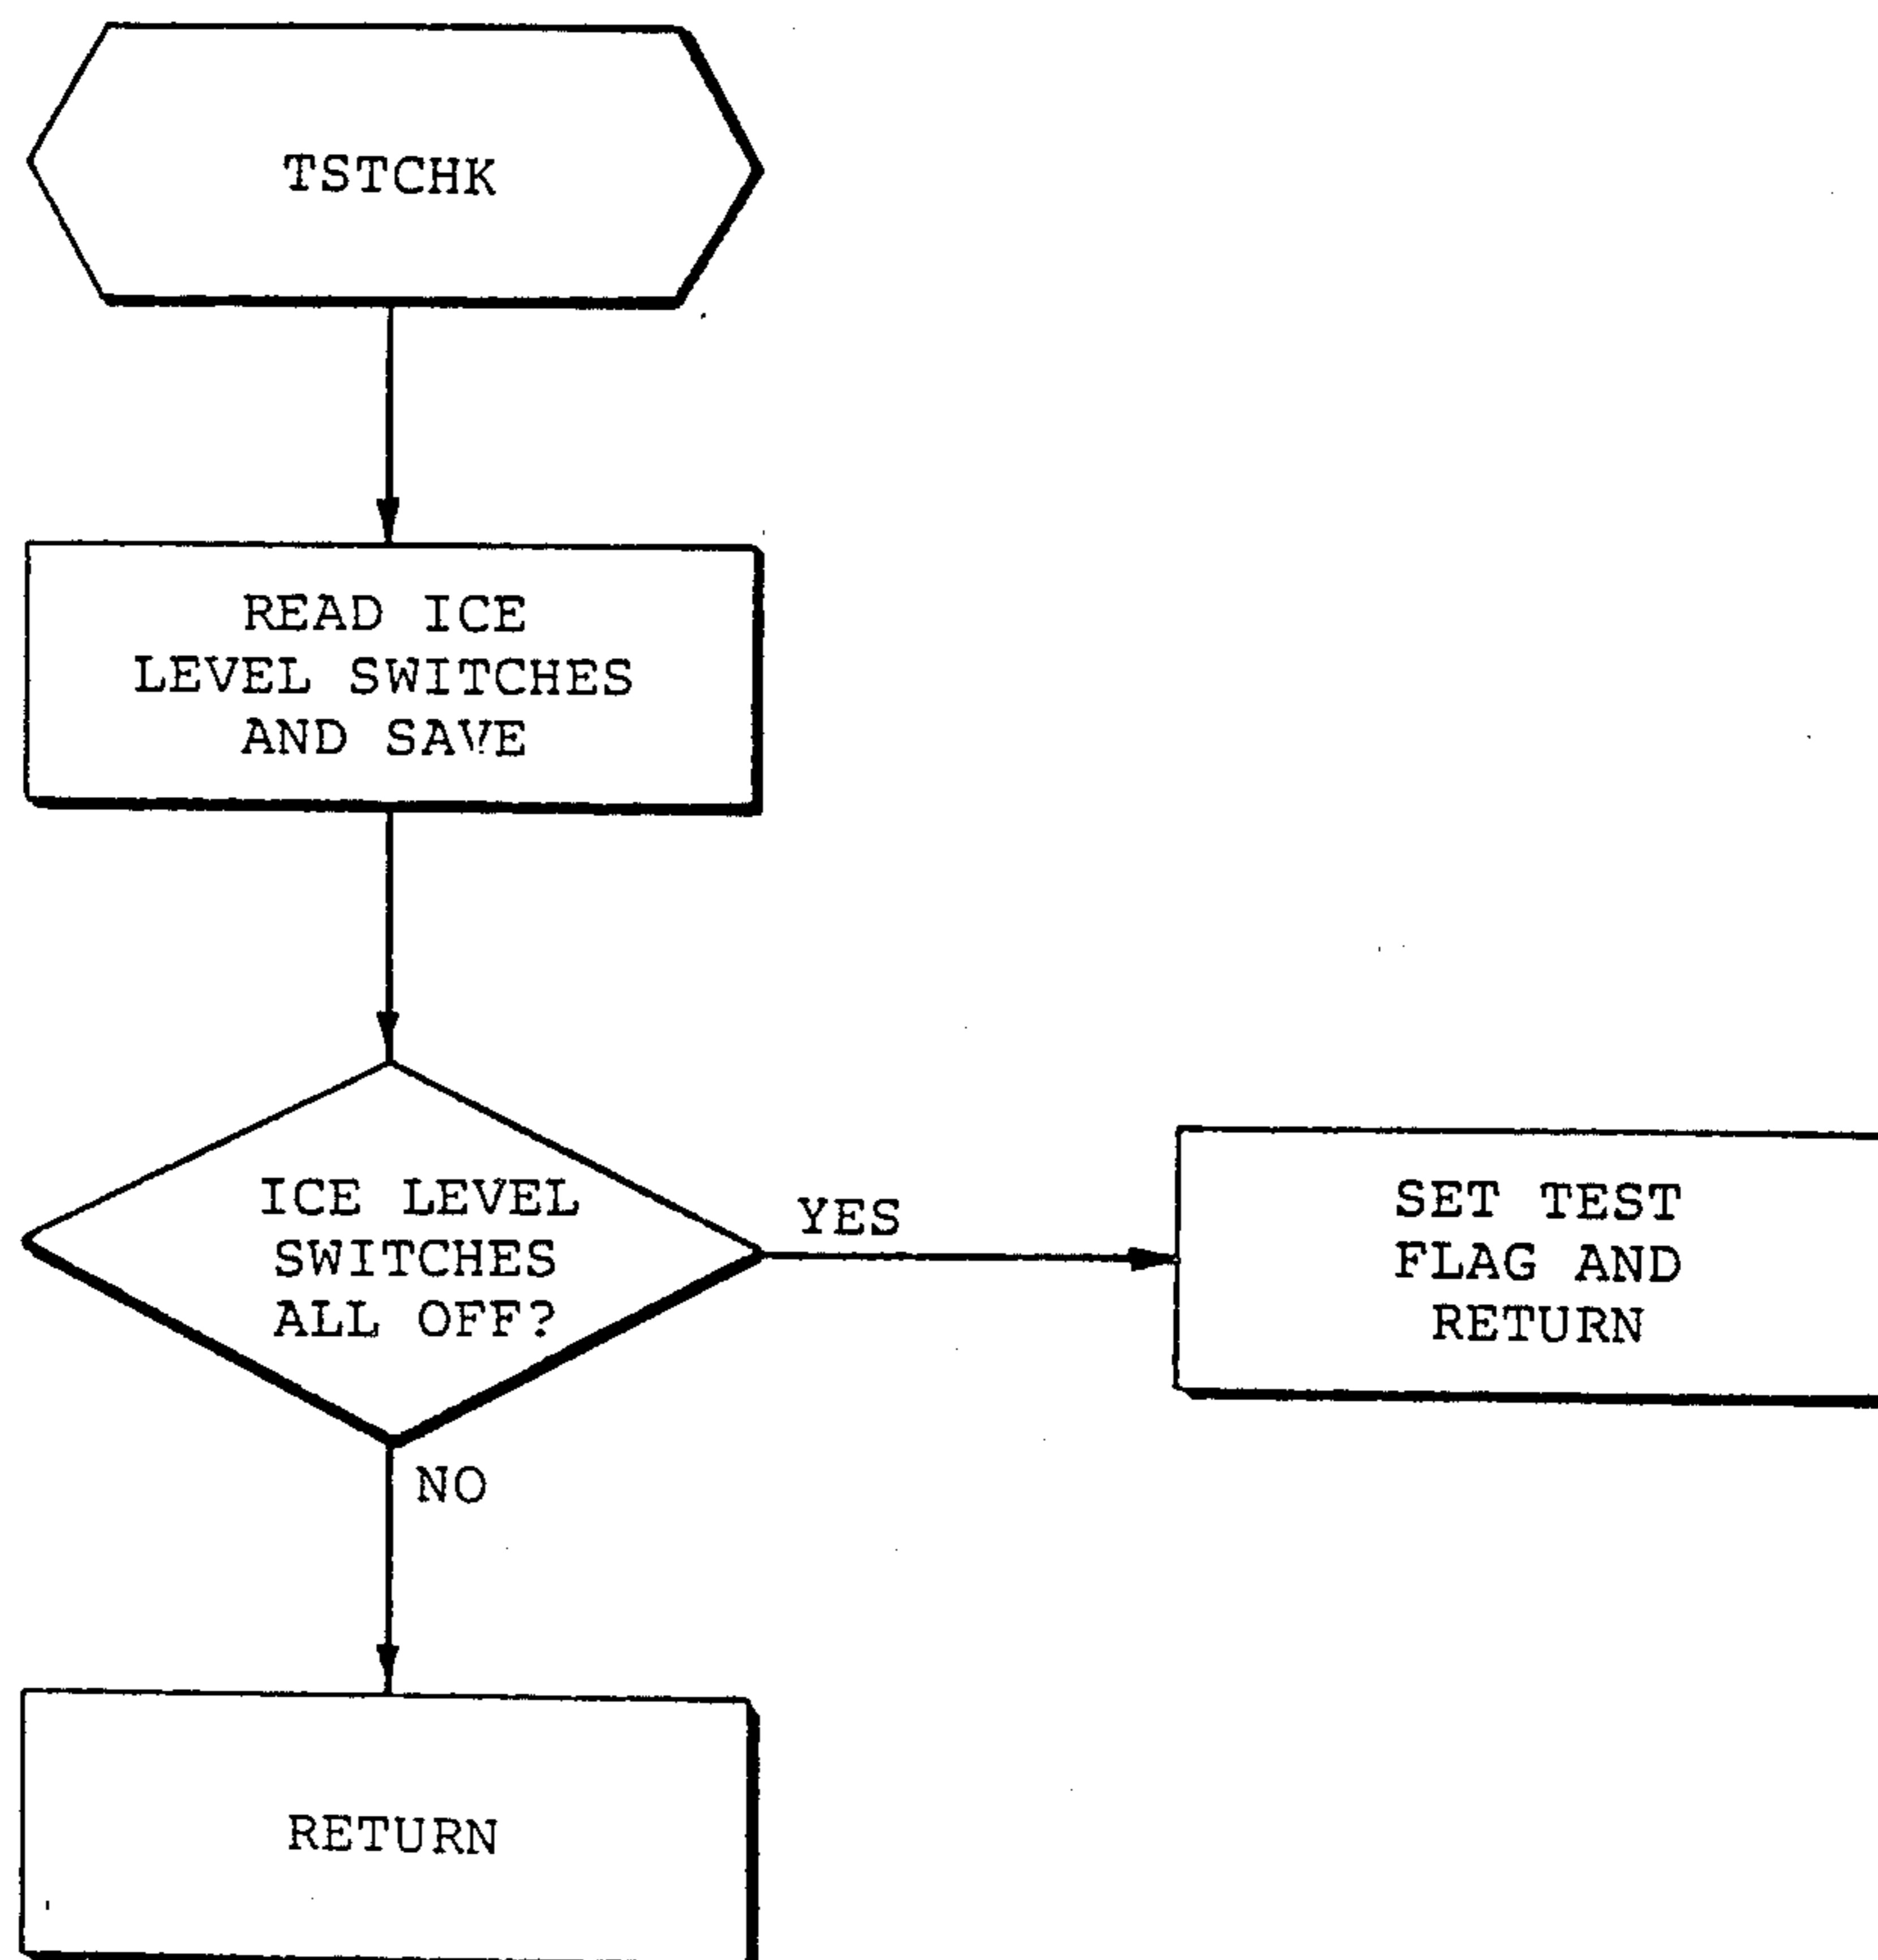 TSTCHK
READ ICE
LEVEL SWITCHES
AND SAVE
ICE LEVEL
SWITCHES
ALL OFF?
YES
SET TEST
FLAG AND
RETURN
NO
RETURN